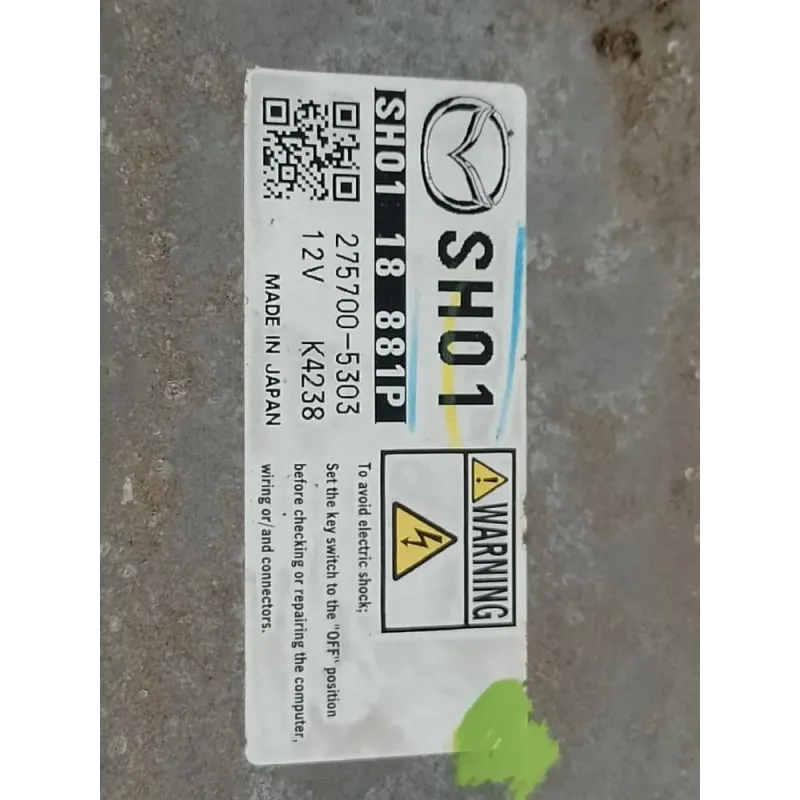 SH01
SH01 18 881P
275700-5303
12V K4238
MADE IN JAPAN
WARNING
To avoid electric shock;
Set the key switch to the "OFF" position
before checking or repairing the computer,
wiring or/and connectors.